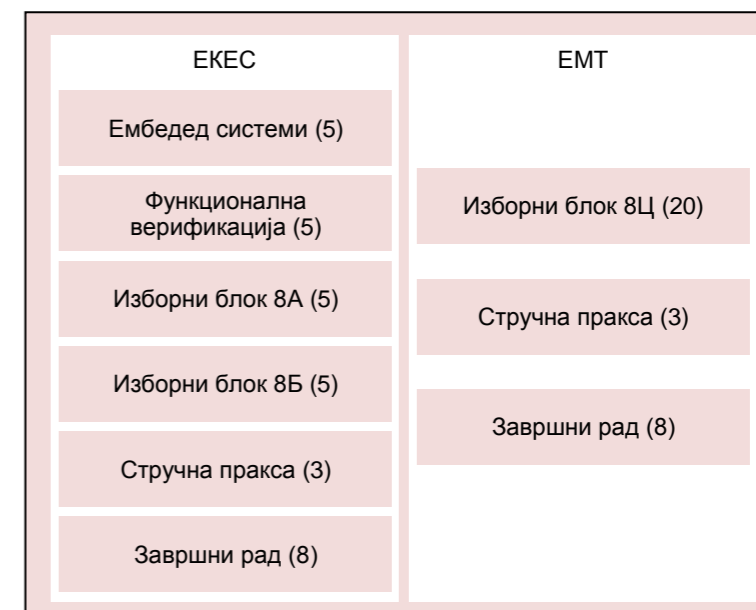 ЕКЕС
Ембедед системи (5)
Функционална
верификација (5)
Изборни блок 8А (5)
Изборни блок 8Б (5)
Стручна пракса (3)
Завршни рад (8)
ЕМТ
Изборни блок 8Ц (20)
Стручна пракса (3)
Завршни рад (8)